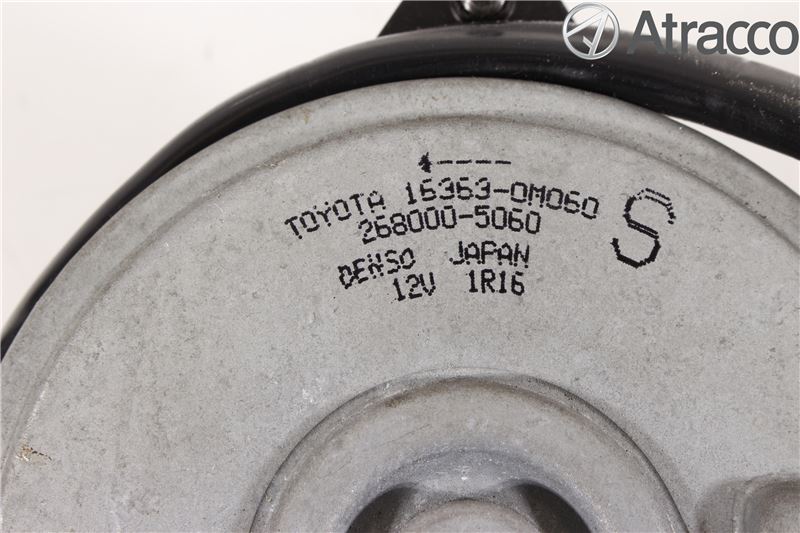 Atracco
TOYOTA 16363-0M060
268000-5060
DENSO JAPAN
12V 1R16
S